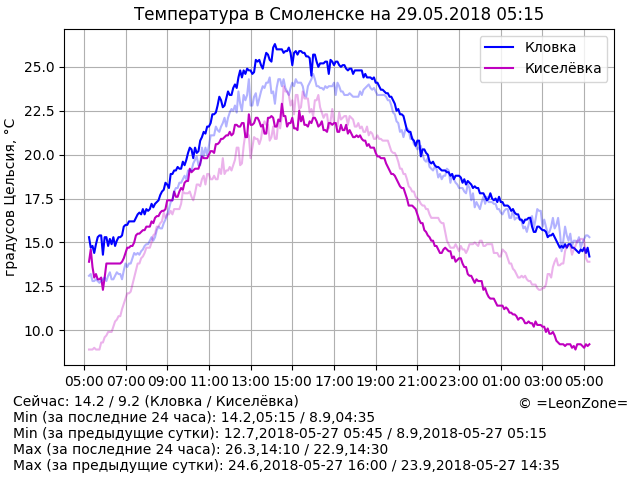 Температура в Смоленске на 29.05.2018 05:15
градусов Цельсия, °C
25.0
22.5
20.0
17.5
15.0
12.5
10.0
Кловка
Киселёвка
05:00 07:00 09:00 11:00 13:00 15:00 17:00 19:00 21:00 23:00 01:00 03:00 05:00
Сейчас: 14.2 / 9.2 (Кловка / Киселёвка)
© =LeonZone=
Min (за последние 24 часа): 14.2,05:15 / 8.9,04:35
Min (за предыдущие сутки): 12.7,2018-05-27 05:45 / 8.9,2018-05-27 05:15
Max (за последние 24 часа): 26.3,14:10 / 22.9,14:30
Max (за предыдущие сутки): 24.6,2018-05-27 16:00 / 23.9,2018-05-27 14:35